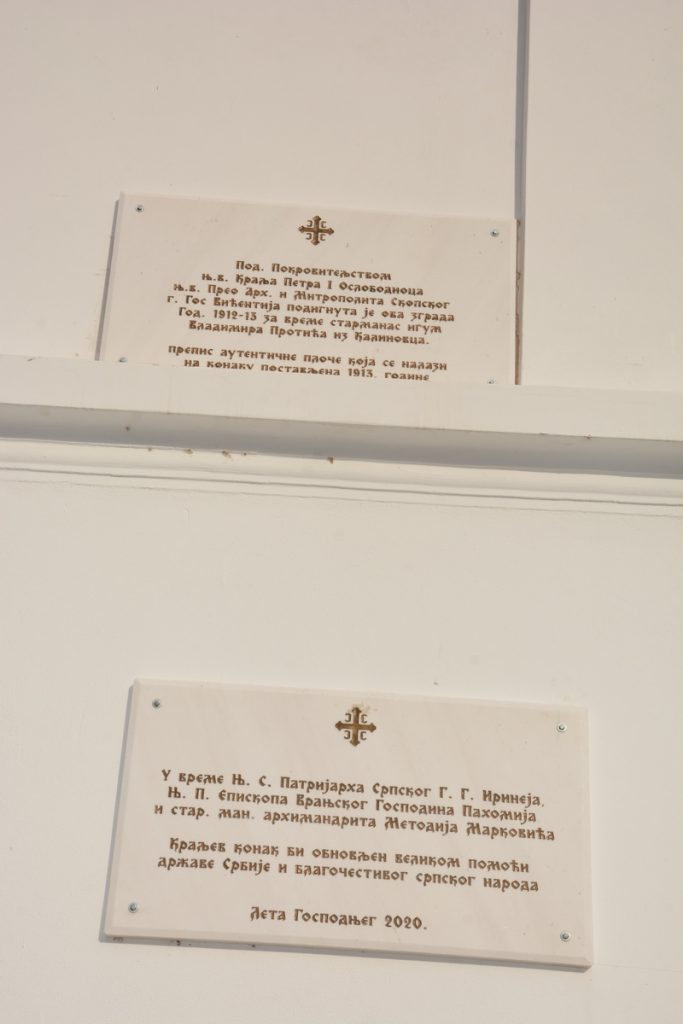 Под. Покровитељством
Њ.в. Краља Петра I Ослободиоца
Њ.в. Прео Арх. и Митрополита Скопског
г. Гос Вићентија подигнута је ова зграда
Год. 1912-13 за време старманас игум
Владимира Протића из Калиновца.
препис аутентичне плоче која се налази
на конаку постављена 1913. године
У време Њ. С. Патријарха Српског Г. Г. Иринеја,
Њ. П. Епископа Врањског Господина Пахомија
и стар. ман. архимандрита Методија Марковића
Краљев конак би обновљен великом помоћи
државе Србије и благочестивог српског народа
Лета Господњег 2020.